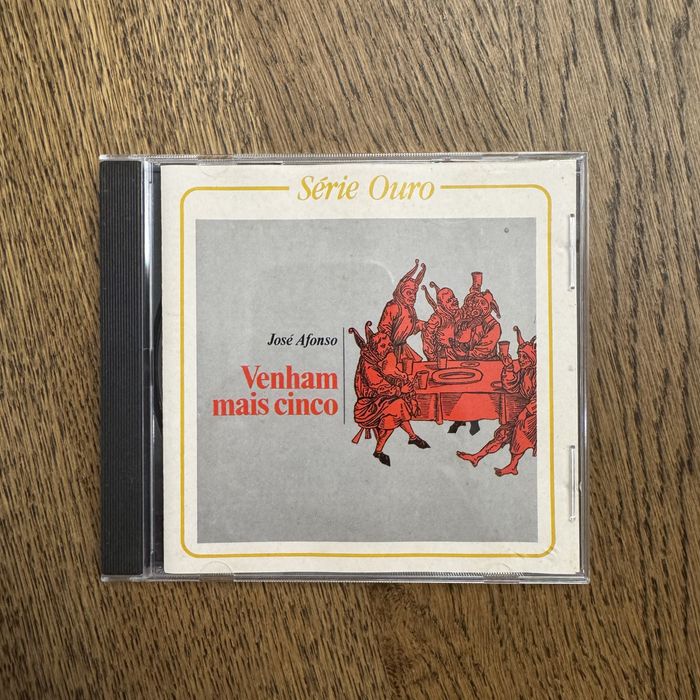 Série Ouro
José Afonso
Venham
mais cinco